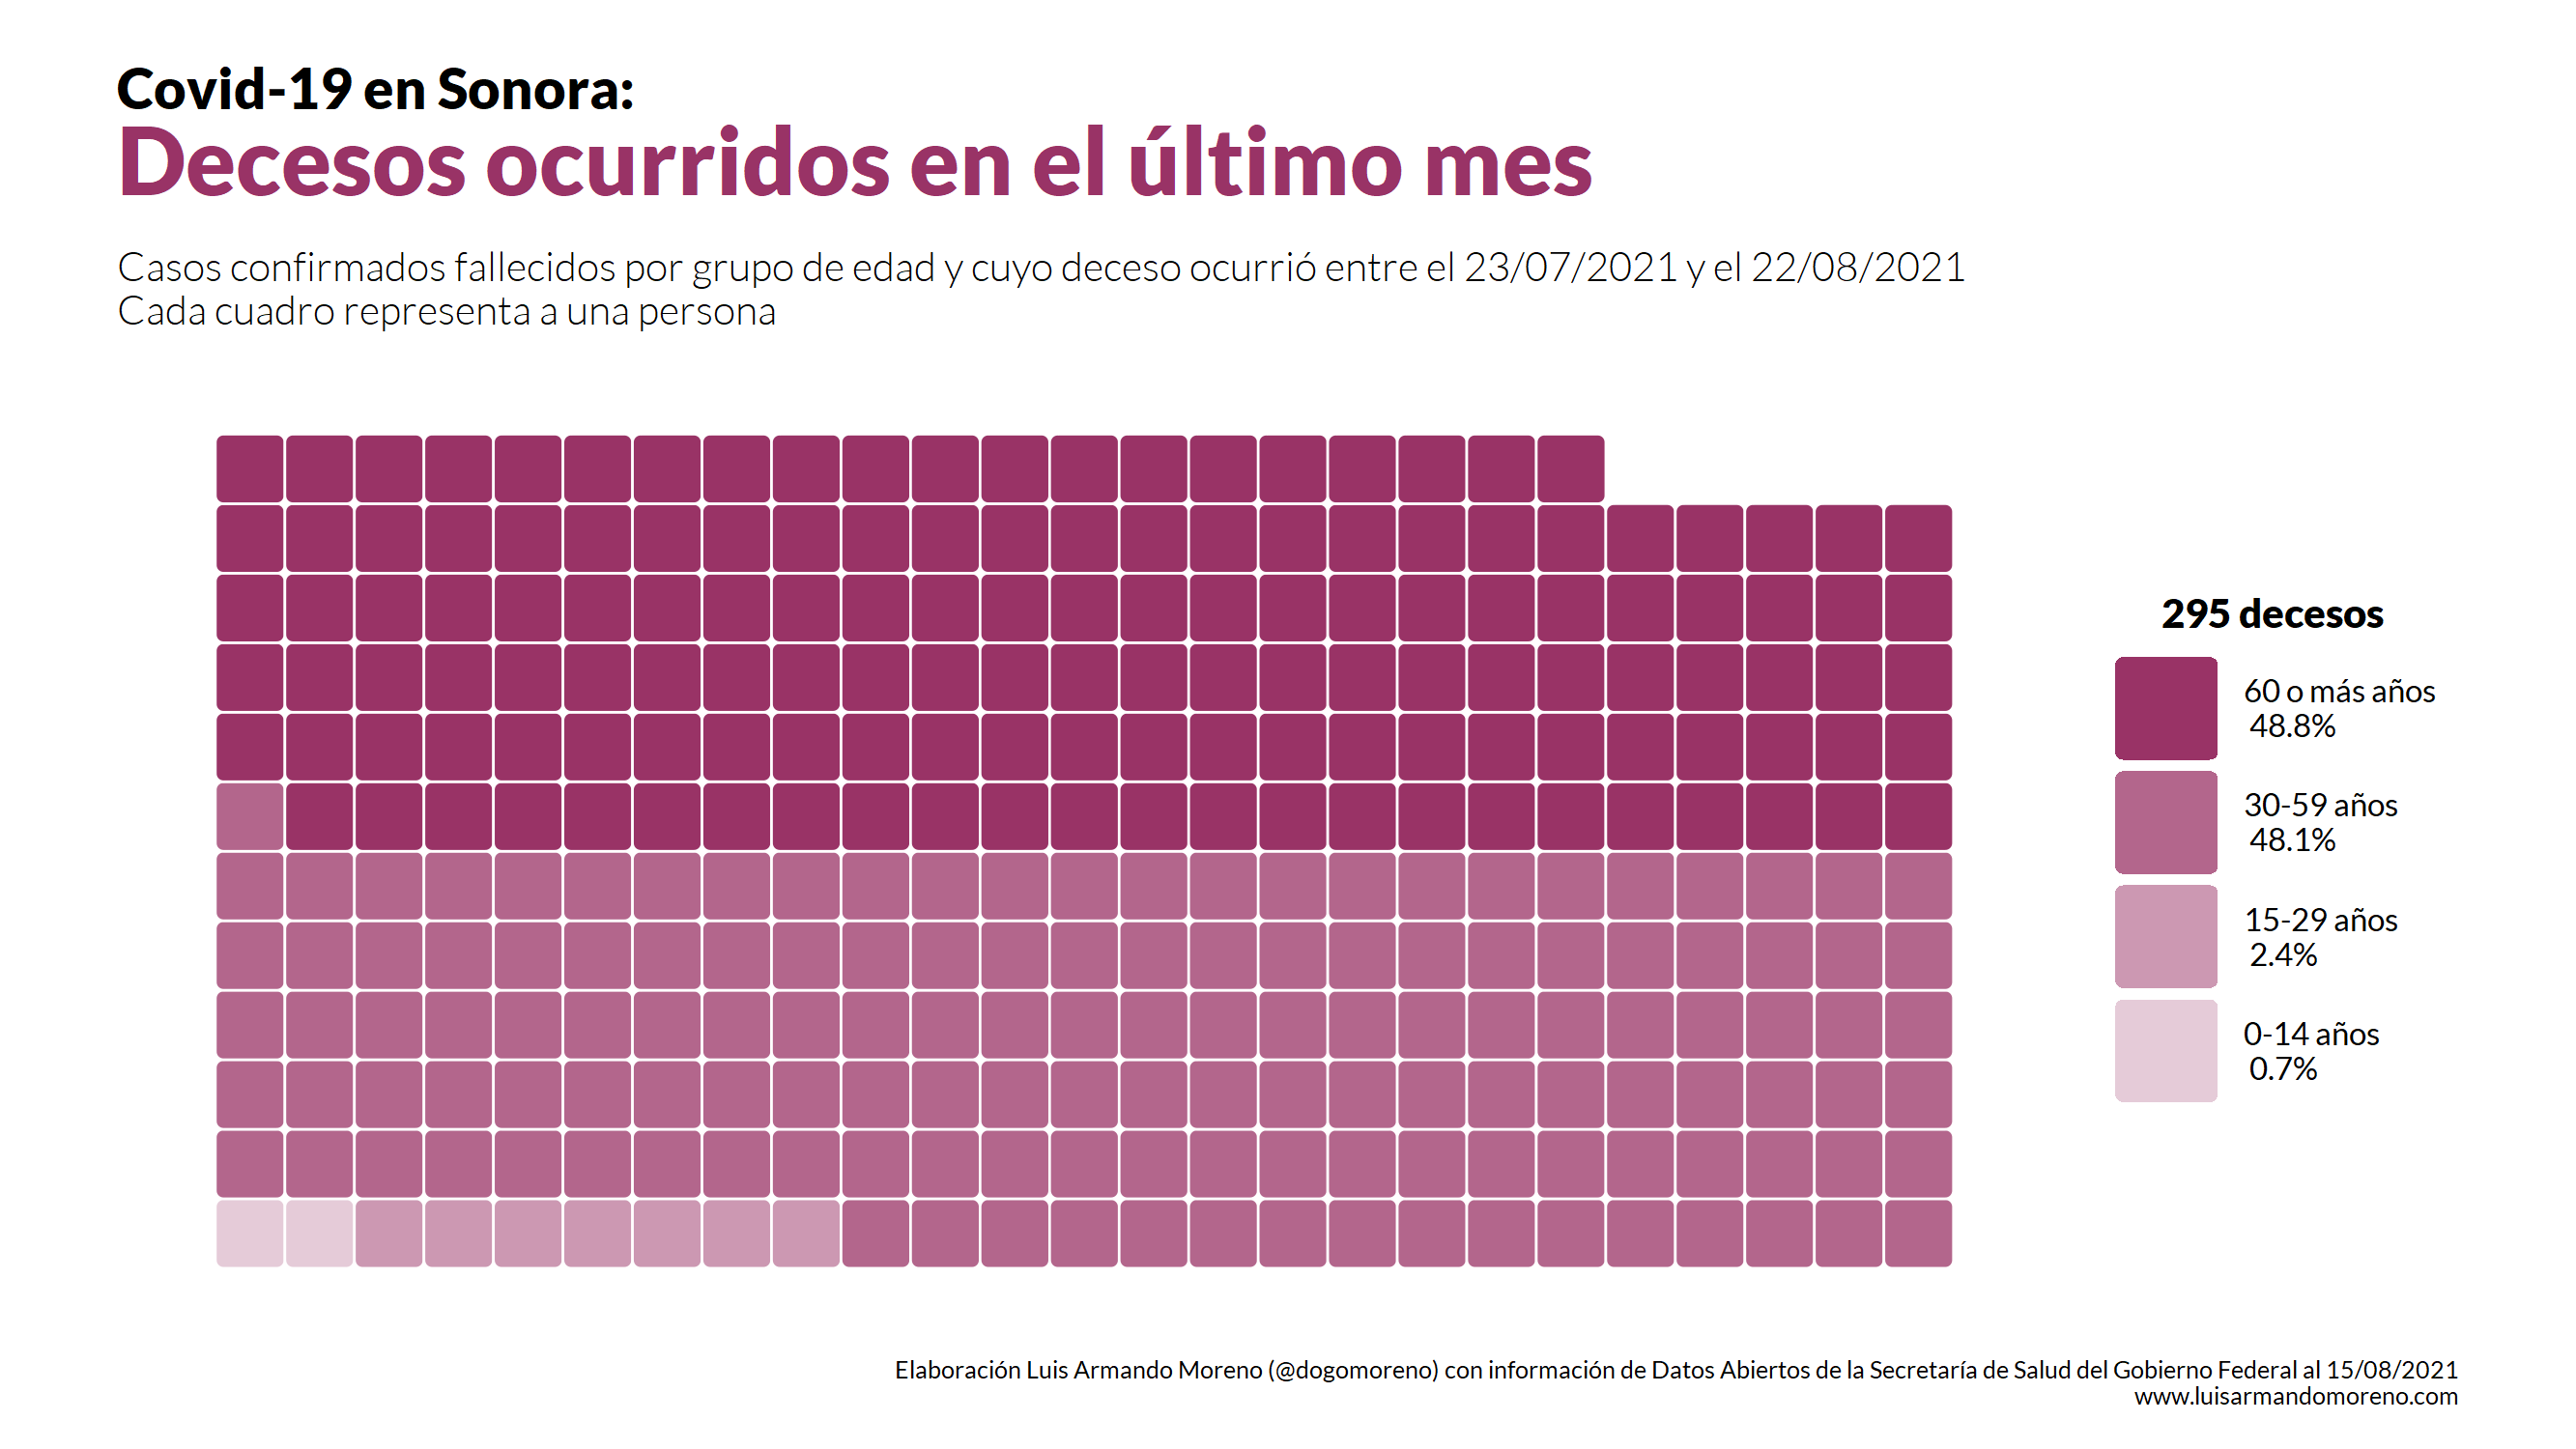 Covid-19 en Sonora:
Decesos ocurridos en el último mes
Casos confirmados fallecidos por grupo de edad y cuyo deceso ocurrió entre el 23/07/2021 y el 22/08/2021
Cada cuadro representa a una persona
295 decesos
60 o más años
48.8%
30-59 años
48.1%
15-29 años
2.4%
0-14 años
0.7%
Elaboración Luis Armando Moreno (@dogomoreno) con información de Datos Abiertos de la Secretaría de Salud del Gobierno Federal al 15/08/2021
www.luisarmandomoreno.com